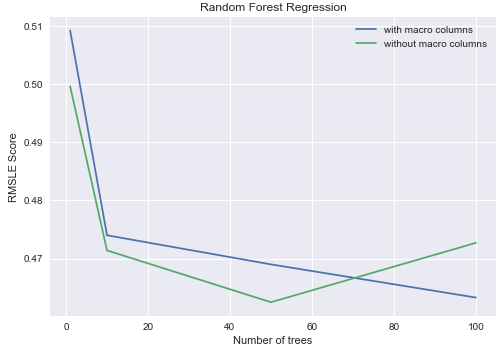 Random Forest Regression
with macro columns
without macro columns
RMSLE Score
0.51
0.50
0.49
0.48
0.47
0 20 40 60 80 100
Number of trees